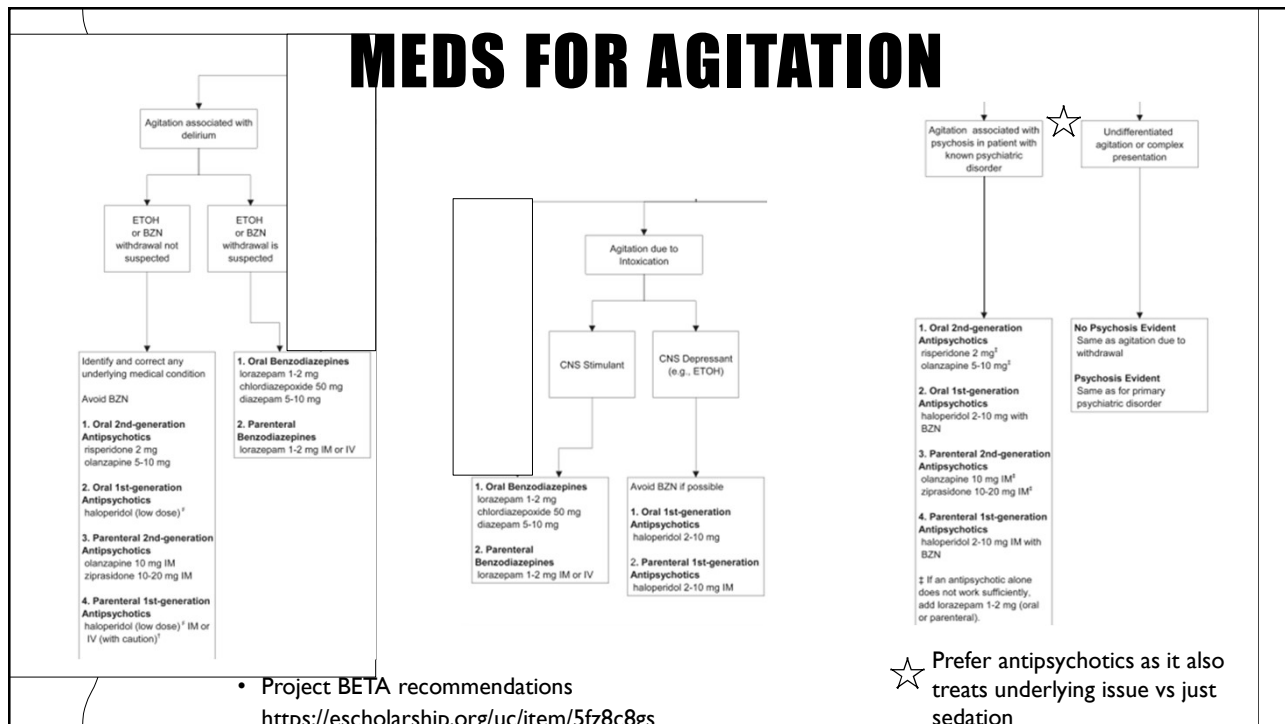 MEDS FOR AGITATION
Agitation associated with
delirium
ETOH
or BZN
withdrawal not
suspected
ETOH
or BZN
withdrawal is
suspected
Identify and correct any
underlying medical condition
Avoid BZN
1. Oral 2nd-generation
Antipsychotics
risperidone 2 mg
olanzapine 5-10 mg
2. Oral 1st-generation
Antipsychotics
haloperidol (low dose)
3. Parenteral 2nd-generation
Antipsychotics
olanzapine 10 mg IM
ziprasidone 10-20 mg IM
4. Parenteral 1st-generation
Antipsychotics
haloperidol (low dose) IM or
IV (with caution)†
1. Oral Benzodiazepines
lorazepam 1-2 mg
chlordiazepoxide 50 mg
diazepam 5-10 mg
2. Parenteral
Benzodiazepines
lorazepam 1-2 mg IM or IV
Agitation due to
Intoxication
CNS Stimulant
CNS Depressant
(e.g., ETOH)
1. Oral Benzodiazepines
lorazepam 1-2 mg
chlordiazepoxide 50 mg
diazepam 5-10 mg
2. Parenteral
Benzodiazepines
lorazepam 1-2 mg IM or IV
Avoid BZN if possible
1. Oral 1st-generation
Antipsychotics
haloperidol 2-10 mg
2. Parenteral 1st-generation
Antipsychotics
haloperidol 2-10 mg IM
Agitation associated with
psychosis in patient with
known psychiatric
disorder
Undifferentiated
agitation or complex
presentation
1. Oral 2nd-generation
Antipsychotics
risperidone 2 mg‡
olanzapine 5-10 mg‡
2. Oral 1st-generation
Antipsychotics
haloperidol 2-10 mg with
BZN
3. Parenteral 2nd-generation
Antipsychotics
olanzapine 10 mg IM‡
ziprasidone 10-20 mg IM‡
4. Parenteral 1st-generation
Antipsychotics
haloperidol 2-10 mg IM with
BZN
‡ If an antipsychotic alone
does not work sufficiently,
add lorazepam 1-2 mg (oral
or parenteral).
No Psychosis Evident
Same as agitation due to
withdrawal
Psychosis Evident
Same as for primary
psychiatric disorder
• Project BETA recommendations
https://escholarship.org/uc/item/5fz8c8gs
Prefer antipsychotics as it also
treats underlying issue vs just
sedation